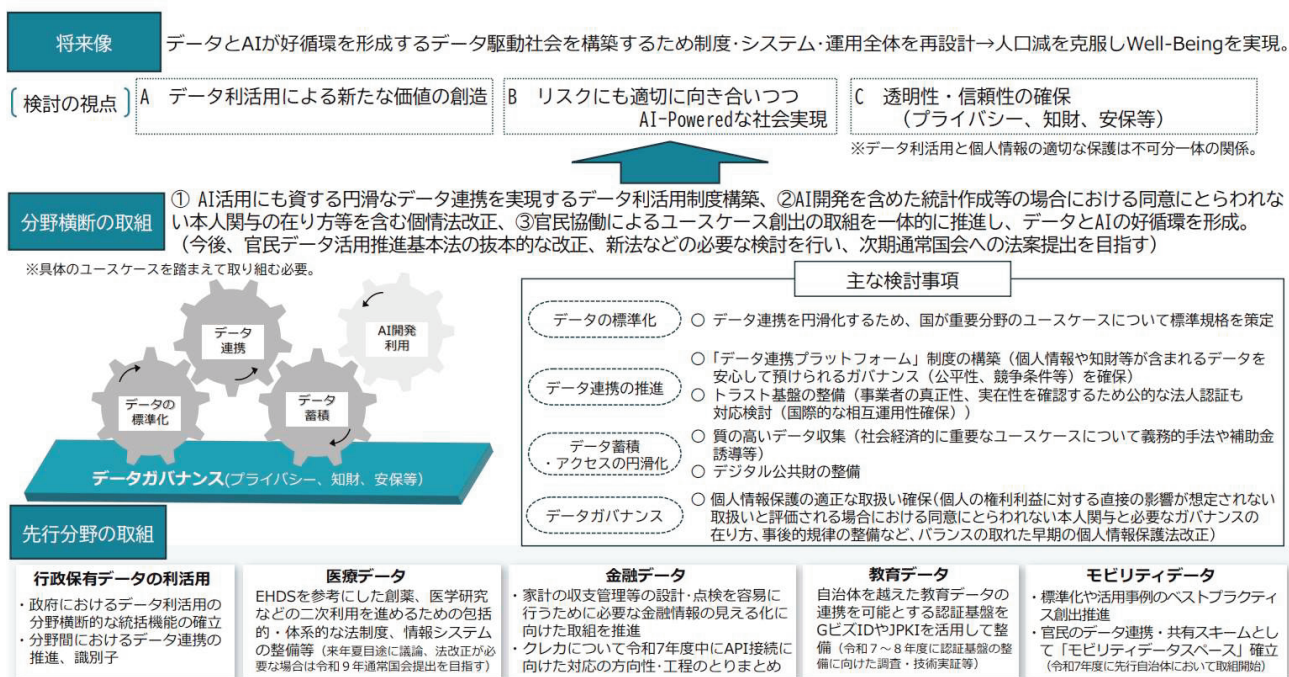 将来像
データとAIが好循環を形成するデータ駆動社会を構築するため制度・システム・運用全体を再設計→人口減を克服しWell-Beingを実現。
検討の視点
A データ利活用による新たな価値の創造
B リスクにも適切に向き合いつつ
AI-Poweredな社会実現
C 透明性・信頼性の確保
（プライバシー、知財、安保等）
※データ利活用と個人情報の適切な保護は不可分一体の関係。
分野横断の取組
① AI活用にも資する円滑なデータ連携を実現するデータ利活用制度構築、②AI開発を含めた統計作成等の場合における同意にとらわれな
い本人関与の在り方等を含む個情法改正、③官民協働によるユースケース創出の取組を一体的に推進し、データとAIの好循環を形成。
（今後、官民データ活用推進基本法の抜本的な改正、新法などの必要な検討を行い、次期通常国会への法案提出を目指す）
※具体のユースケースを踏まえて取り組む必要。
データ
連携
AI開発
利用
データの
標準化
データ
蓄積
データガバナンス(プライバシー、知財、安保等)
主な検討事項
データの標準化
○ データ連携を円滑化するため、国が重要分野のユースケースについて標準規格を策定
データ連携の推進
○ 「データ連携プラットフォーム」制度の構築（個人情報や知財等が含まれるデータを
安心して預けられるガバナンス（公平性、競争条件等）を確保）
○ トラスト基盤の整備（事業者の真正性、実在性を確認するため公的な法人認証も
対応検討（国際的な相互運用性確保））
データ蓄積
・アクセスの円滑化
○ 質の高いデータ収集（社会経済的に重要なユースケースについて義務的手法や補助金
誘導等）
○ デジタル公共財の整備
データガバナンス
○ 個人情報保護の適正な取扱い確保(個人の権利利益に対する直接の影響が想定されない
取扱いと評価される場合における同意にとらわれない本人関与と必要なガバナンスの
在り方、事後的規律の整備など、バランスの取れた早期の個人情報保護法改正）
先行分野の取組
行政保有データの利活用
・政府におけるデータ利活用の
分野横断的な統括機能の確立
・分野間におけるデータ連携の
推進、識別子
医療データ
EHDSを参考にした創薬、医学研究
などの二次利用を進めるための包括
的・体系的な法制度、情報システム
の整備等（来年夏目途に議論、法改正が必
要な場合は令和９年通常国会提出を目指す）
金融データ
・家計の収支管理等の設計・点検を容易に
行うために必要な金融情報の見える化に
向けた取組を推進
・クレカについて令和7年度中にAPI接続に
向けた対応の方向性・工程のとりまとめ
教育データ
自治体を越えた教育データの
連携を可能とする認証基盤を
GビズIDやJPKIを活用して整
備（令和７～８年度に認証基盤の整
備に向けた調査・技術実証等）
モビリティデータ
・標準化や活用事例のベストプラクティ
ス創出推進
・官民のデータ連携・共有スキームとし
て「モビリティデータスペース」確立
（令和7年度に先行自治体において取組開始）